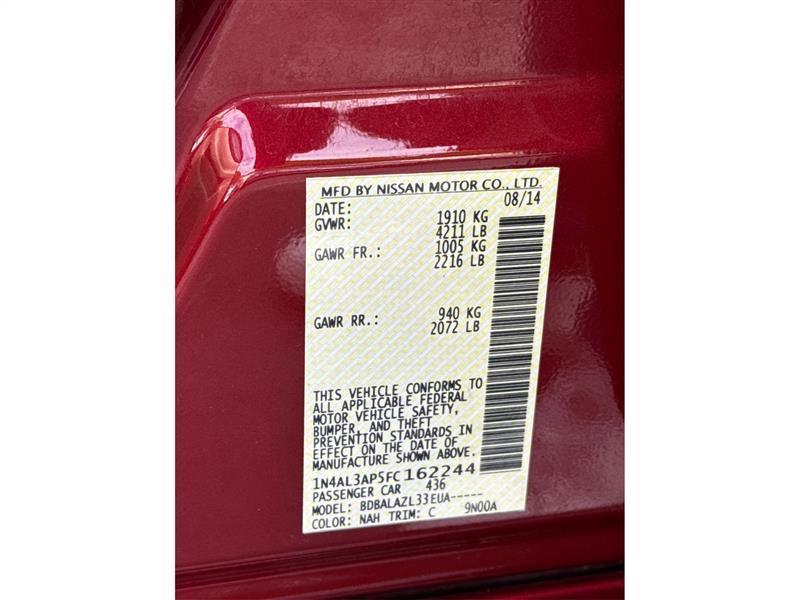 MFD BY NISSAN MOTOR CO., LTD.
DATE: 08/14
GVWR: 1910 KG
4211 LB
GAWR FR.: 1005 KG
2216 LB
GAWR RR.: 940 KG
2072 LB
THIS VEHICLE CONFORMS TO
ALL APPLICABLE FEDERAL
MOTOR VEHICLE SAFETY,
BUMPER, AND THEFT
PREVENTION STANDARDS IN
EFFECT ON THE DATE OF
MANUFACTURE SHOWN ABOVE.
1N4AL3AP5FC162244
PASSENGER CAR 436
MODEL: BDBALAZL33EUA-----
COLOR: NAH TRIM: C 9N00A